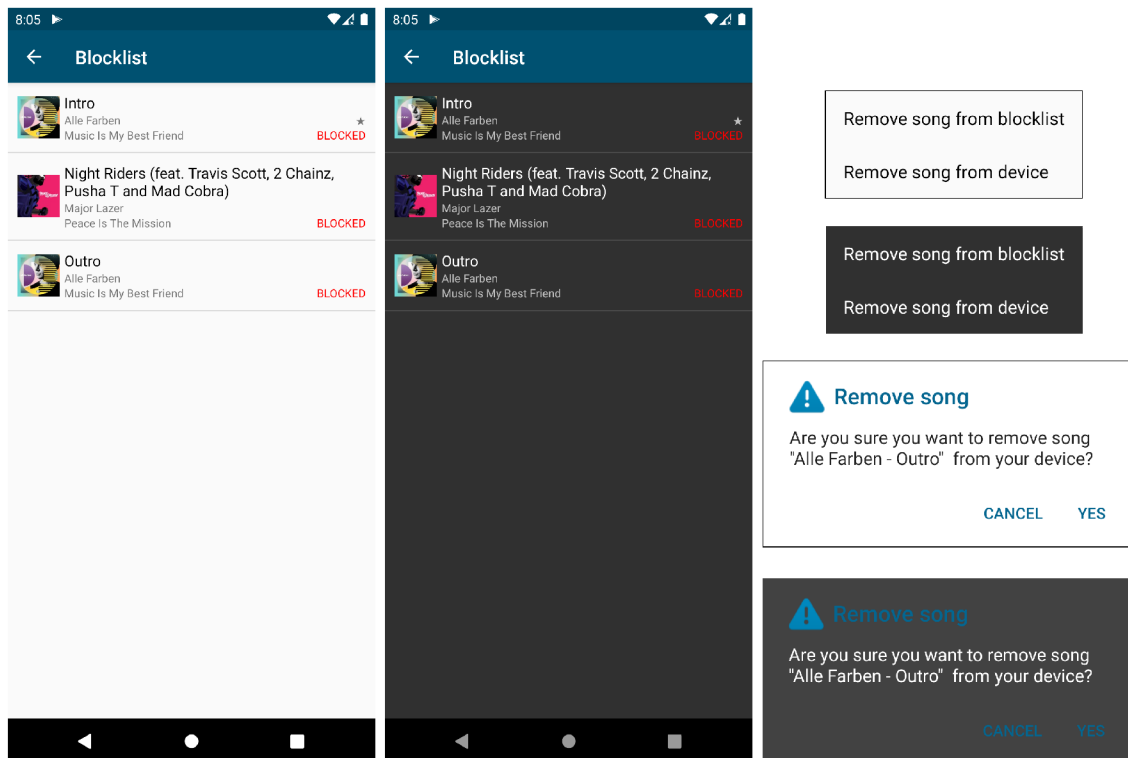 8:05
Blocklist
Intro
Alle Farben
★
Music Is My Best Friend
BLOCKED
Night Riders (feat. Travis Scott, 2 Chainz,
Pusha T and Mad Cobra)
Major Lazer
Peace Is The Mission
BLOCKED
Outro
Alle Farben
Music Is My Best Friend
BLOCKED
8:05
Blocklist
Intro
Alle Farben
★
Music Is My Best Friend
BLOCKED
Night Riders (feat. Travis Scott, 2 Chainz,
Pusha T and Mad Cobra)
Major Lazer
Peace Is The Mission
BLOCKED
Outro
Alle Farben
Music Is My Best Friend
BLOCKED
Remove song from blocklist
Remove song from device
Remove song from blocklist
Remove song from device
Remove song
Are you sure you want to remove song
"Alle Farben - Outro"  from your device?
CANCEL YES
Remove song
Are you sure you want to remove song
"Alle Farben - Outro"  from your device?
CANCEL YES